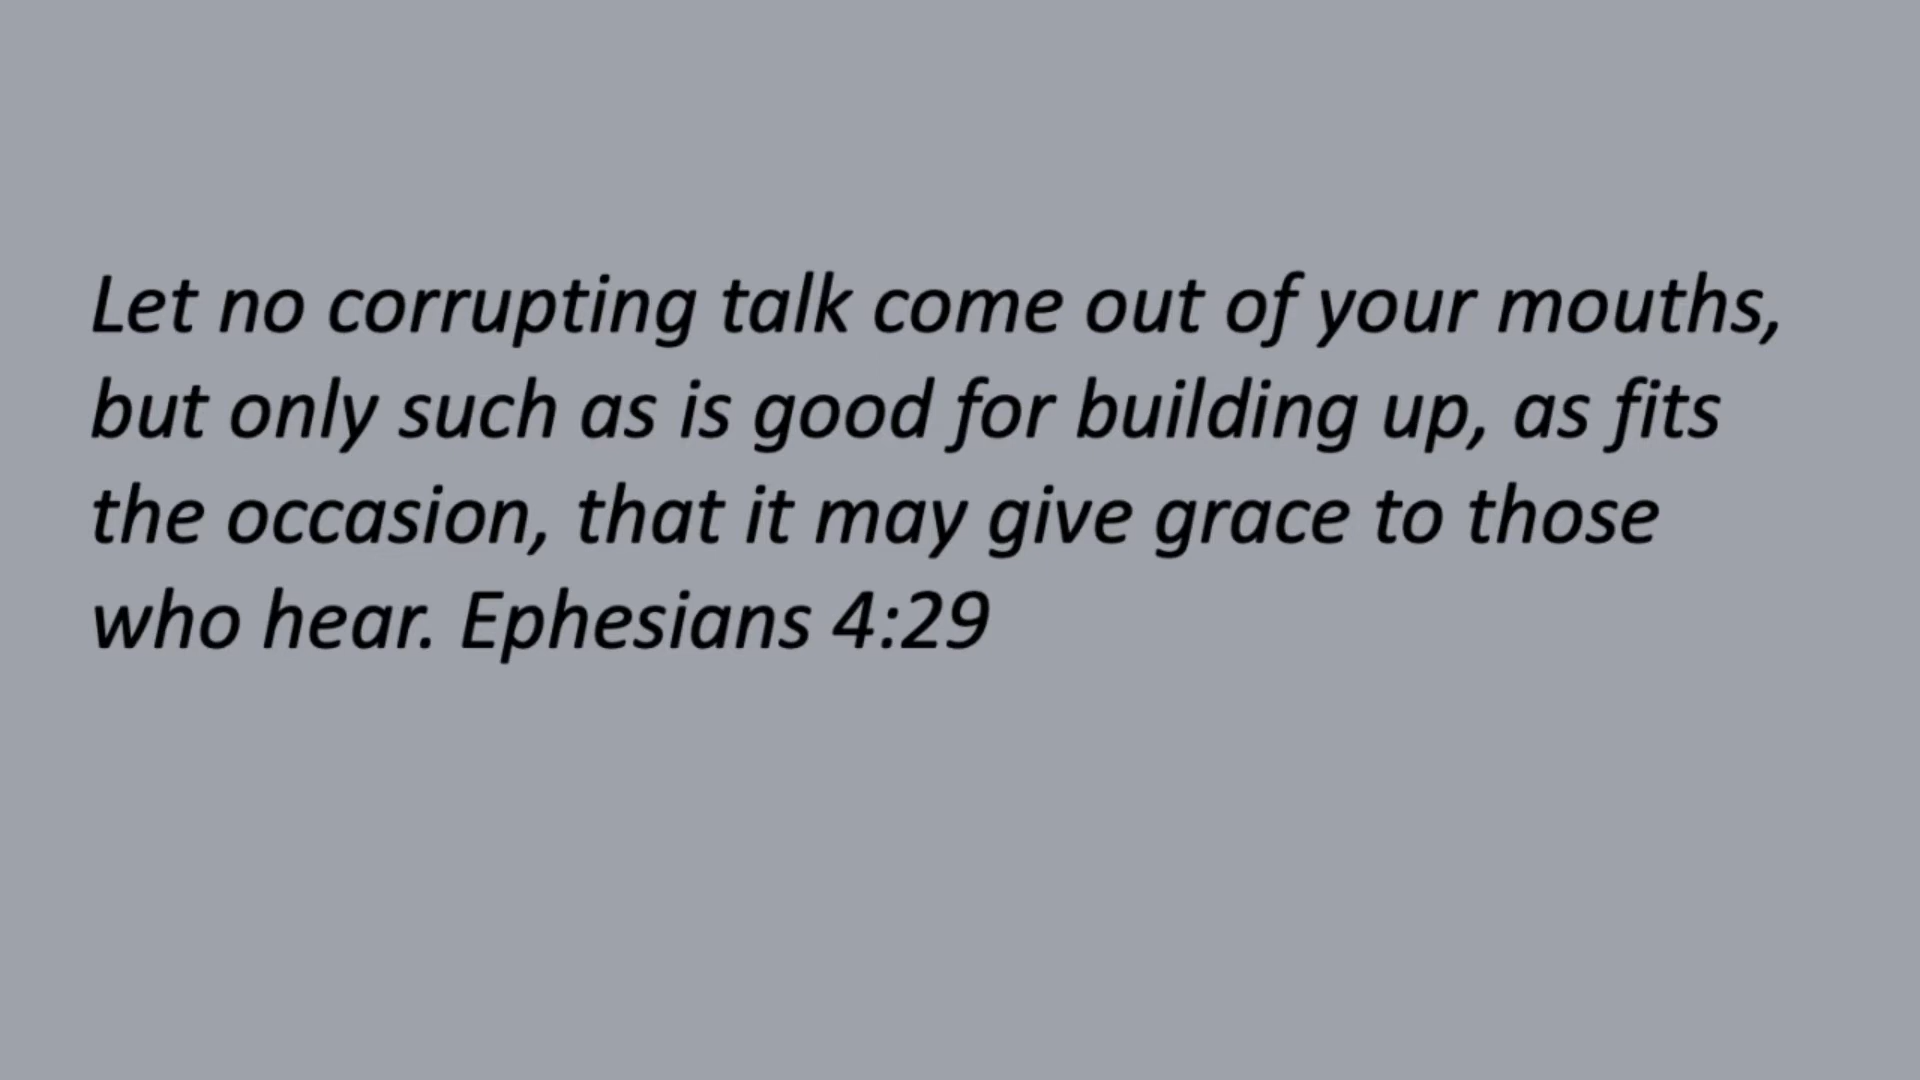 Let no corrupting talk come out of your mouths,
but only such as is good for building up, as fits
the occasion, that it may give grace to those
who hear. Ephesians 4:29